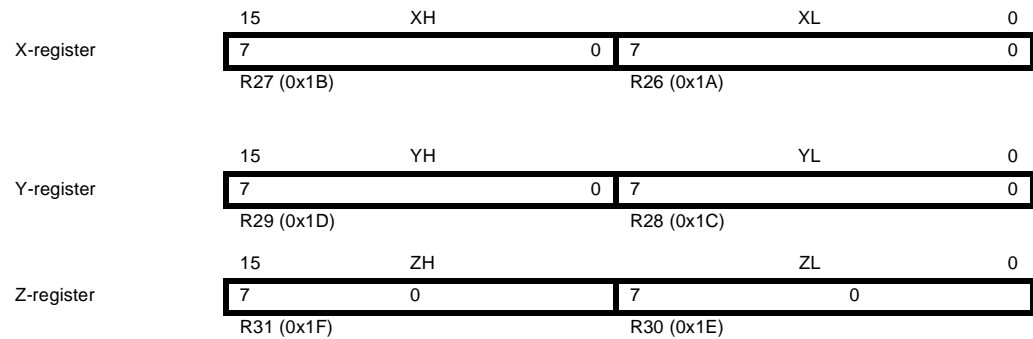 15 XH XL 0
X-register 7 0 7 0
R27 (0x1B) R26 (0x1A)
15 YH YL 0
Y-register 7 0 7 0
R29 (0x1D) R28 (0x1C)
15 ZH ZL 0
Z-register 7 0 7 0
R31 (0x1F) R30 (0x1E)